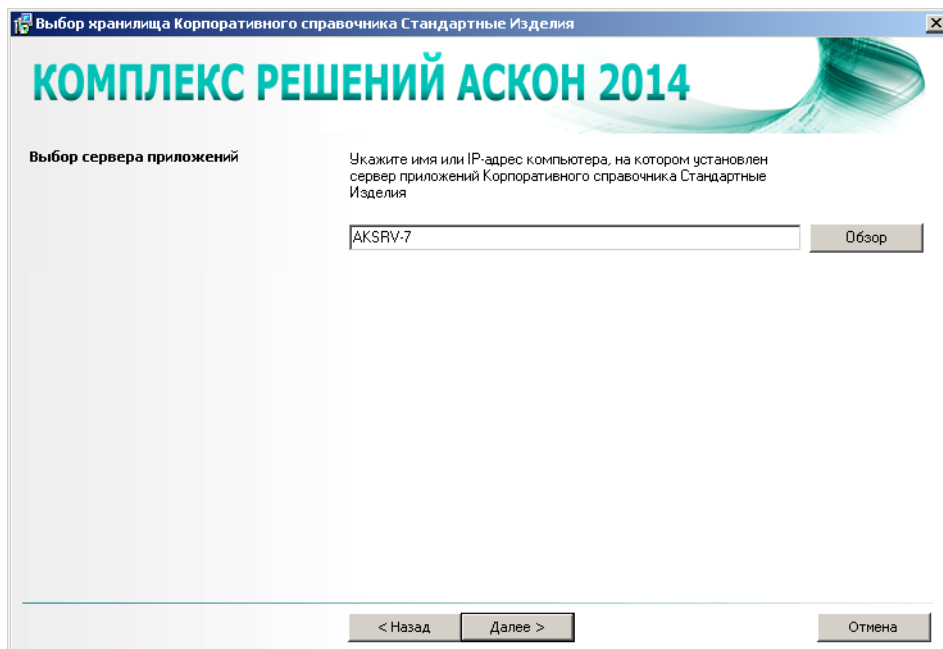 Выбор хранилища Корпоративного справочника Стандартные Изделия
КОМПЛЕКС РЕШЕНИЙ АСКОН 2014
Выбор сервера приложений
Укажите имя или IP-адрес компьютера, на котором установлен
сервер приложений Корпоративного справочника Стандартные
Изделия
AKSRV-7
Обзор
< Назад
Далее >
Отмена